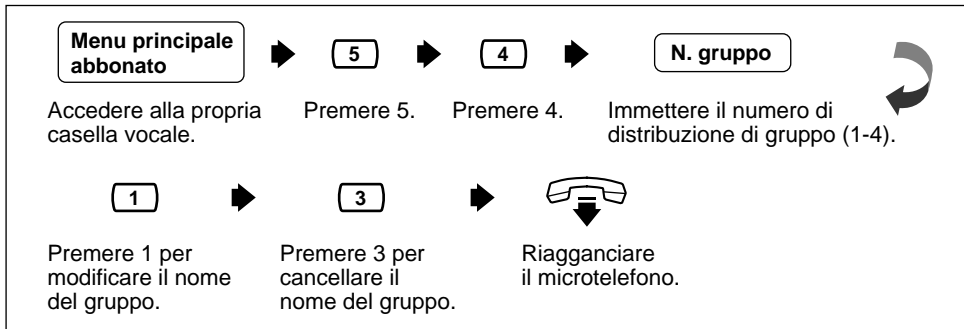 Menu principale
abbonato
5
4
N. gruppo
Accedere alla propria
casella vocale.
Premere 5.
Premere 4.
Immettere il numero di
distribuzione di gruppo (1-4).
1
3
Premere 1 per
modificare il nome
del gruppo.
Premere 3 per
cancellare il
nome del gruppo.
Riagganciare
il microtelefono.